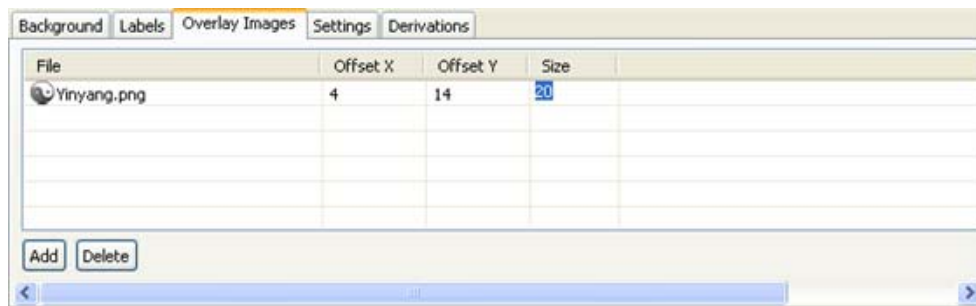 Background Labels Overlay Images Settings Derivations
File Offset X Offset Y Size
Yinyang.png 4 14 20
Add Delete